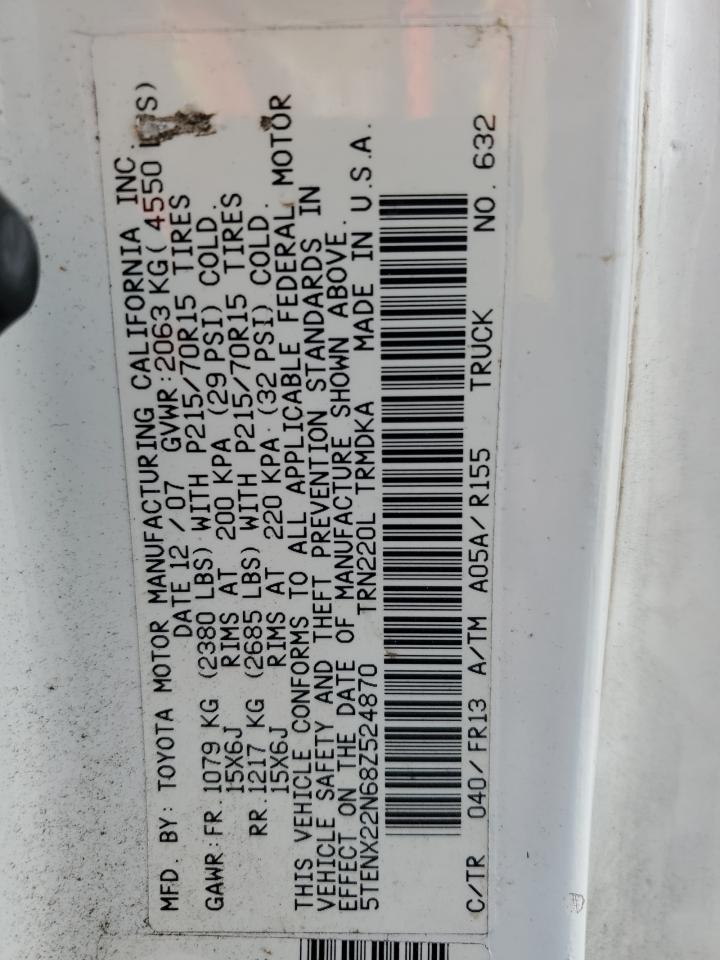 MFD. BY: TOYOTA MOTOR MANUFACTURING CALIFORNIA INC.
DATE 12 / 07 GVWR: 2063 KG( 4550 LBS)
GAWR: FR. 1079 KG (2380 LBS) WITH P215/70R15 TIRES
15X6J RIMS AT 200 KPA (29 PSI) COLD.
RR. 1217 KG (2685 LBS) WITH P215/70R15 TIRES
15X6J RIMS AT 220 KPA (32 PSI) COLD.
THIS VEHICLE CONFORMS TO ALL APPLICABLE FEDERAL MOTOR
VEHICLE SAFETY AND THEFT PREVENTION STANDARDS IN
EFFECT ON THE DATE OF MANUFACTURE SHOWN ABOVE.
5TENX22N68Z524870 TRN220L TRMDKA MADE IN U.S.A.
C/TR 040/FR13 A/TM A05A/R155 TRUCK NO. 632